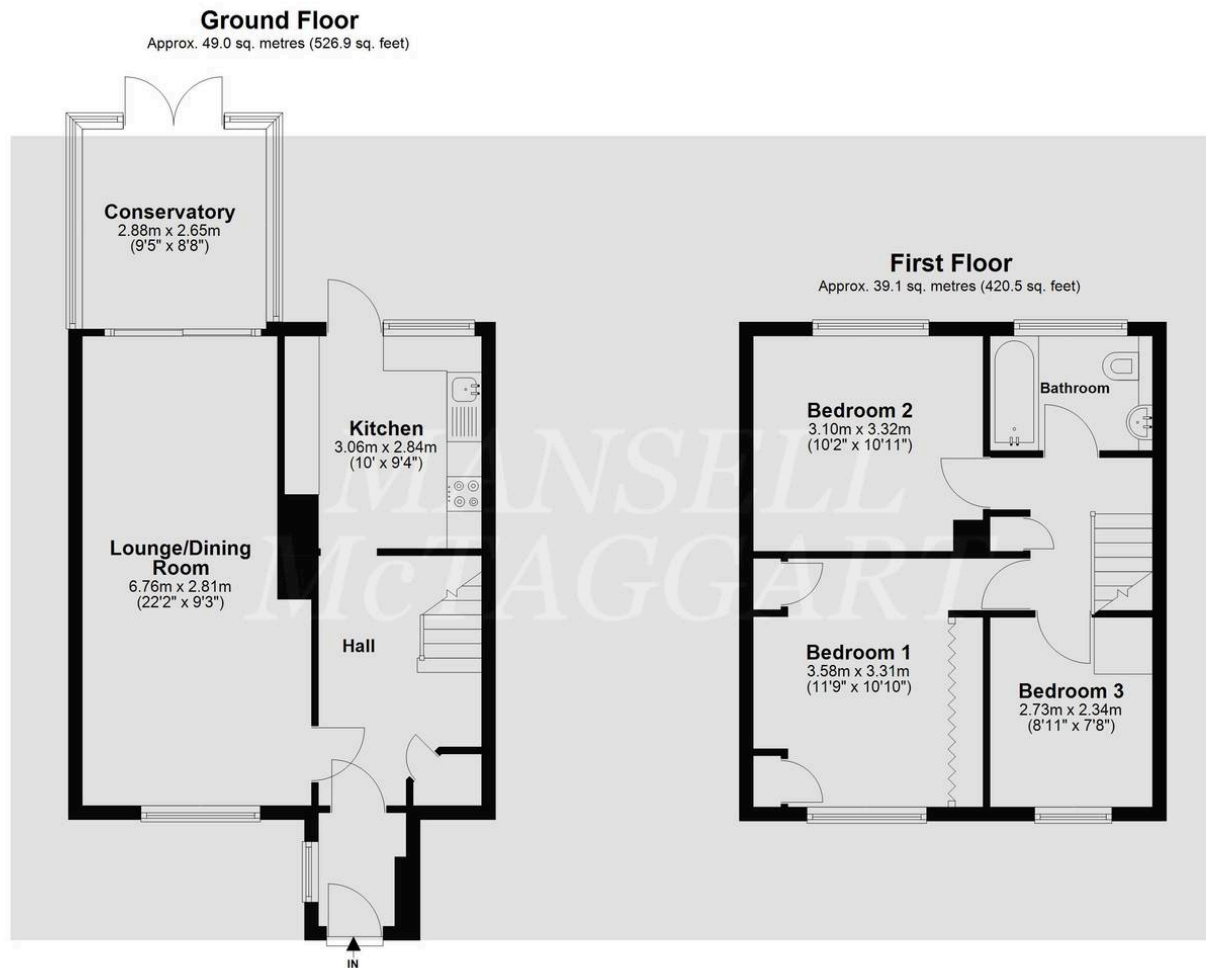 Ground Floor
Approx. 49.0 sq. metres (526.9 sq. feet)
Conservatory
2.88m x 2.65m
(9'5" x 8'8")
Kitchen
3.06m x 2.84m
(10' x 9'4")
Lounge/Dining
Room
6.76m x 2.81m
(22'2" x 9'3")
Hall
IN
First Floor
Approx. 39.1 sq. metres (420.5 sq. feet)
Bedroom 2
3.10m x 3.32m
(10'2" x 10'11")
Bathroom
Bedroom 1
3.58m x 3.31m
(11'9" x 10'10")
Bedroom 3
2.73m x 2.34m
(8'11" x 7'8")
MANSELL
McTAGGART